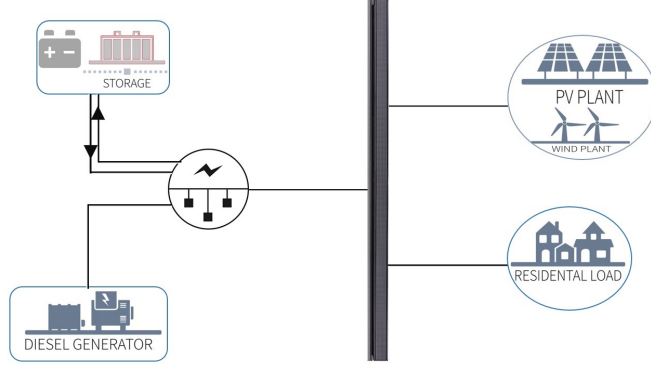 STORAGE
PV PLANT
WIND PLANT
RESIDENTAL LOAD
DIESEL GENERATOR